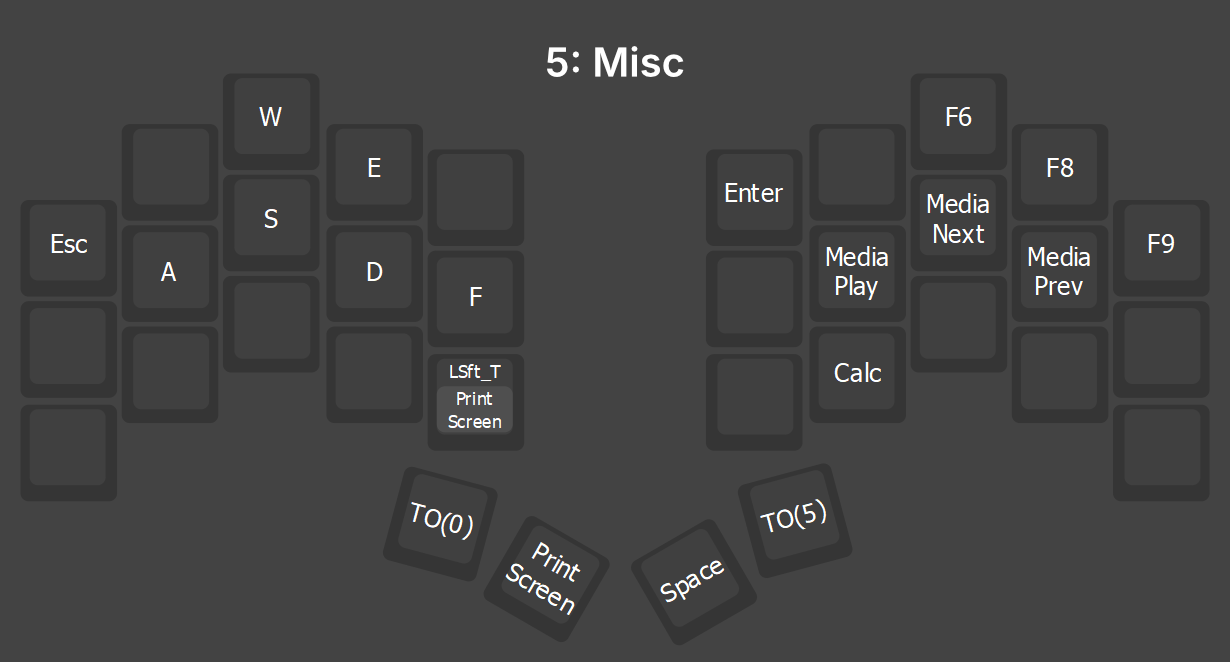 5: Misc
W
F6
E
F8
Enter
S
Media
Next
Esc
F9
A
D
Media
Play
Media
Prev
F
LSft_T
Print
Screen
Calc
TO(0)
TO(5)
Print
Screen
Space